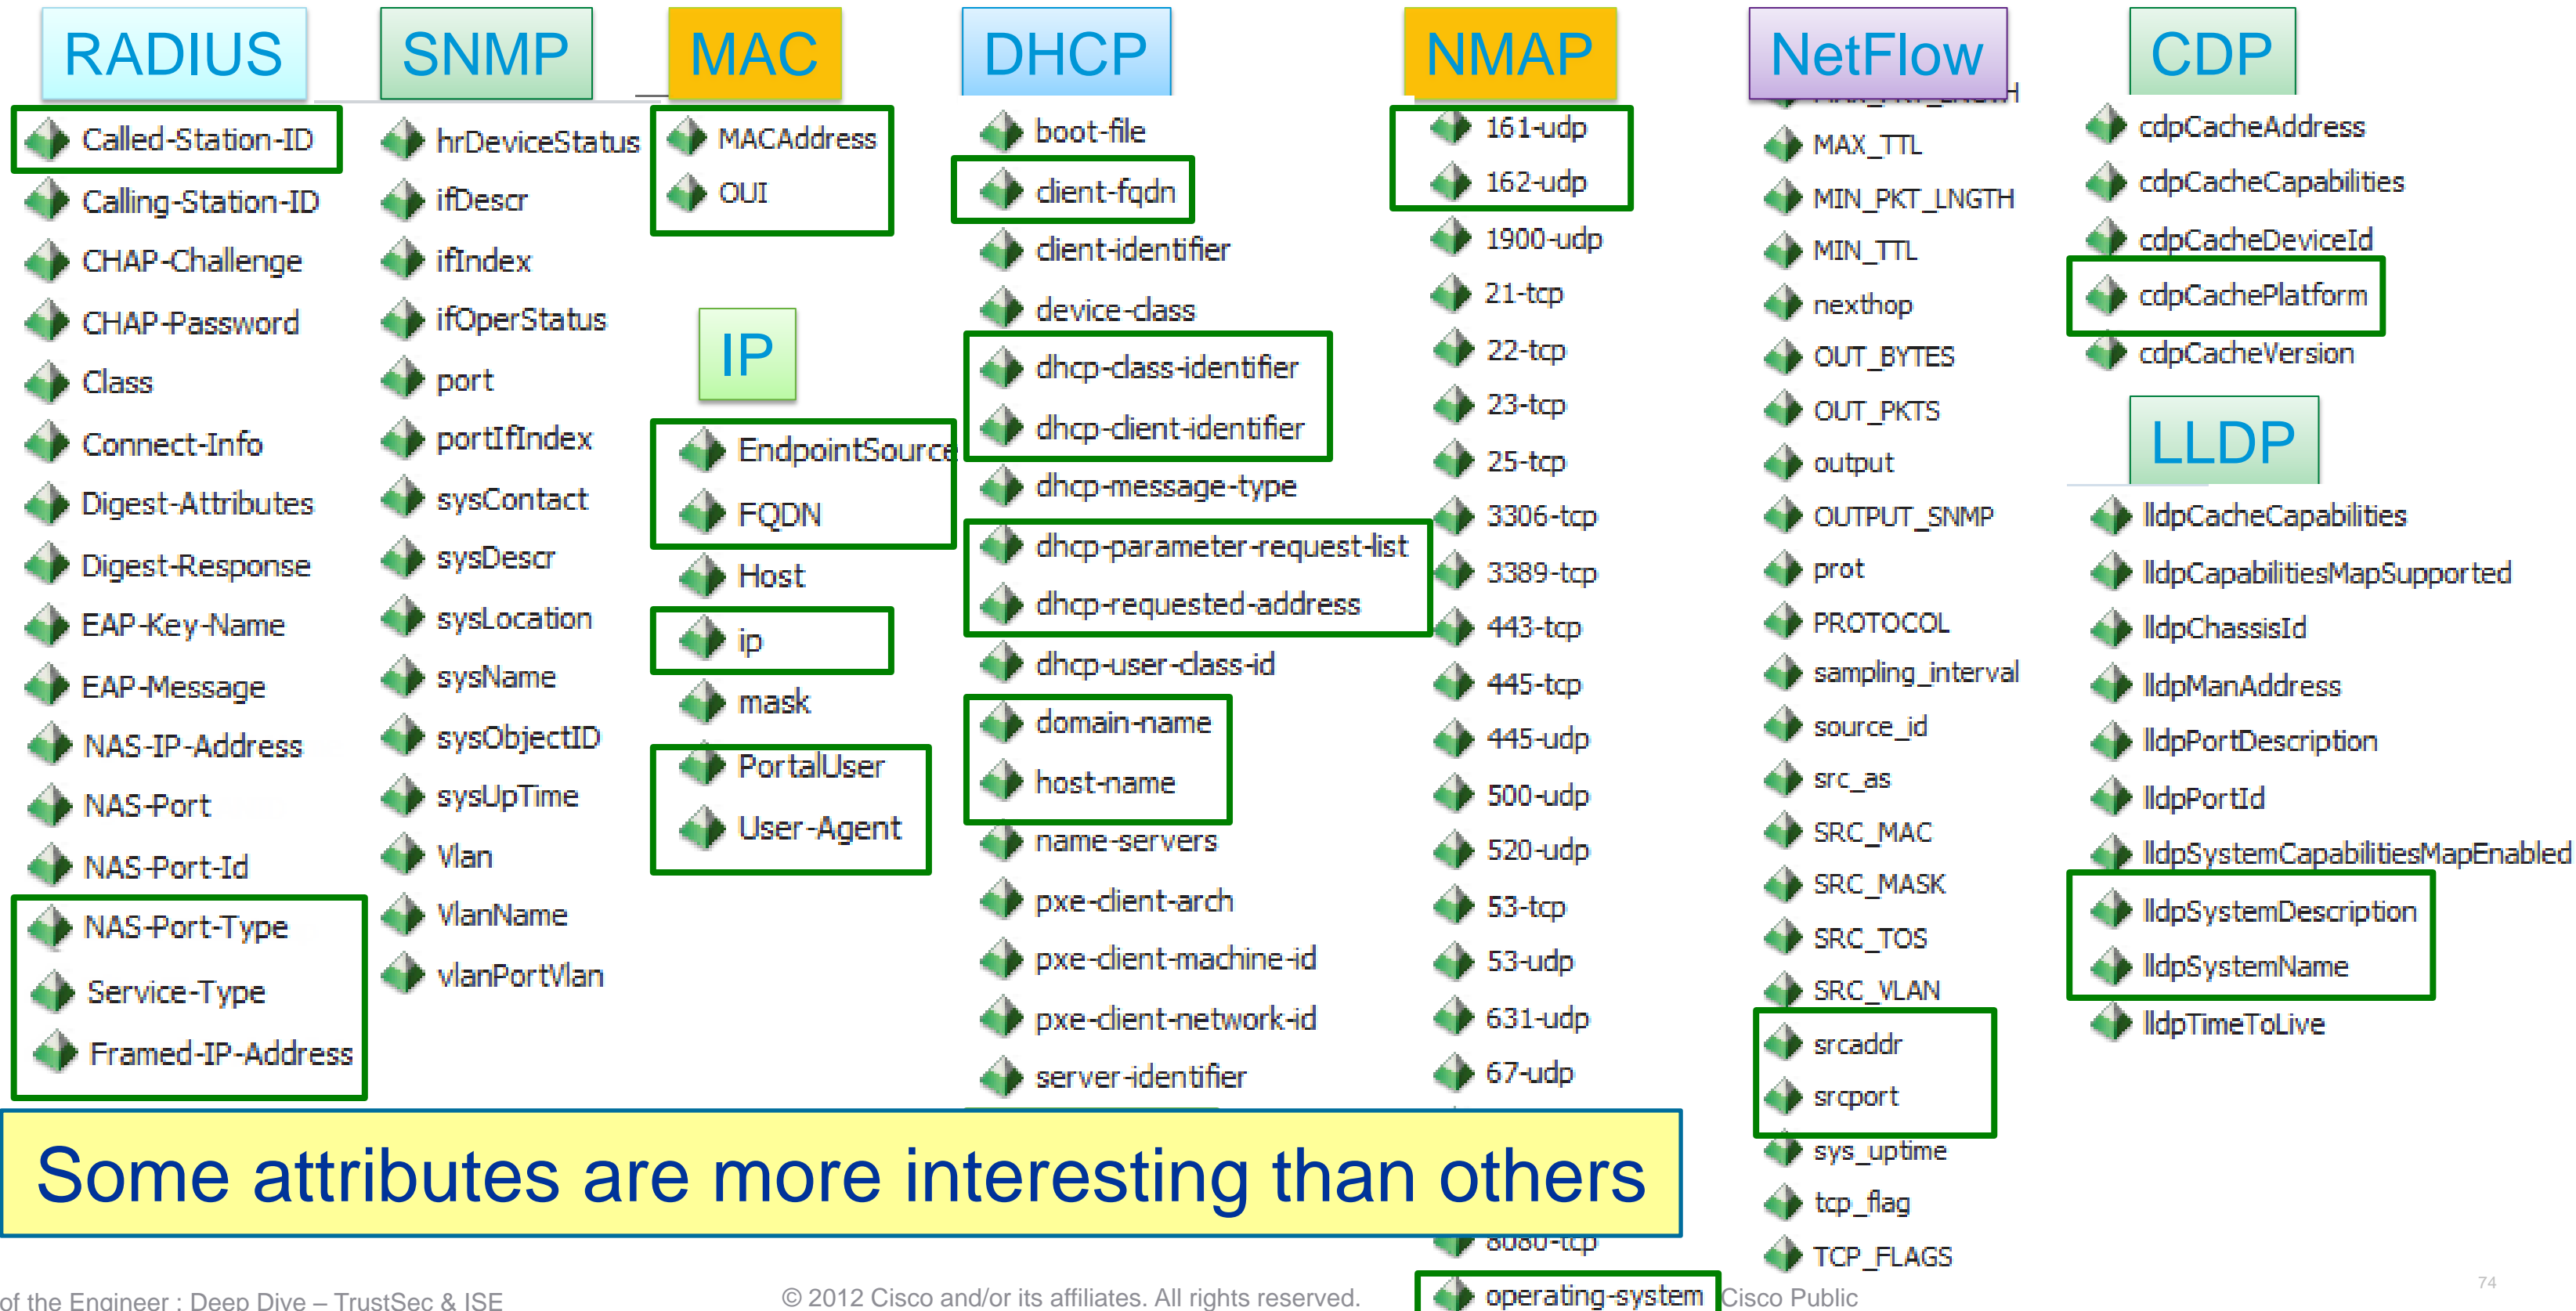 RADIUS
Called-Station-ID
Calling-Station-ID
CHAP-Challenge
CHAP-Password
Class
Connect-Info
Digest-Attributes
Digest-Response
EAP-Key-Name
EAP-Message
NAS-IP-Address
NAS-Port
NAS-Port-Id
NAS-Port-Type
Service-Type
Framed-IP-Address
SNMP
hrDeviceStatus
ifDescr
ifIndex
ifOperStatus
port
portIfIndex
sysContact
sysDescr
sysLocation
sysName
sysObjectID
sysUpTime
Vlan
VlanName
vlanPortVlan
MAC
MACAddress
OUI
IP
EndpointSource
FQDN
Host
ip
mask
PortalUser
User-Agent
DHCP
boot-file
client-fqdn
client-identifier
device-class
dhcp-class-identifier
dhcp-client-identifier
dhcp-message-type
dhcp-parameter-request-list
dhcp-requested-address
dhcp-user-class-id
domain-name
host-name
name-servers
pxe-client-arch
pxe-client-machine-id
pxe-client-network-id
server-identifier
NMAP
161-udp
162-udp
1900-udp
21-tcp
22-tcp
23-tcp
25-tcp
3306-tcp
3389-tcp
443-tcp
445-tcp
445-udp
500-udp
520-udp
53-tcp
53-udp
631-udp
67-udp
8080-tcp
operating-system
NetFlow
MAX_PKT_LNGTH
MAX_TTL
MIN_PKT_LNGTH
MIN_TTL
nexthop
OUT_BYTES
OUT_PKTS
output
OUTPUT_SNMP
prot
PROTOCOL
sampling_interval
source_id
src_as
SRC_MAC
SRC_MASK
SRC_TOS
SRC_VLAN
srcaddr
srcport
sys_uptime
tcp_flag
TCP_FLAGS
CDP
cdpCacheAddress
cdpCacheCapabilities
cdpCacheDeviceId
cdpCachePlatform
cdpCacheVersion
LLDP
lldpCacheCapabilities
lldpCapabilitiesMapSupported
lldpChassisId
lldpManAddress
lldpPortDescription
lldpPortId
lldpSystemCapabilitiesMapEnabled
lldpSystemDescription
lldpSystemName
lldpTimeToLive
Some attributes are more interesting than others
of the Engineer : Deep Dive – TrustSec & ISE
© 2012 Cisco and/or its affiliates. All rights reserved.
Cisco Public
74